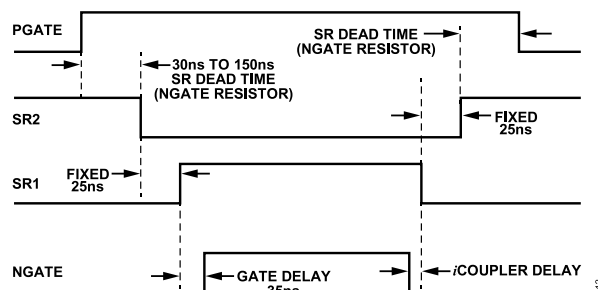 PGATE
SR DEAD TIME
(NGATE RESISTOR)
30ns TO 150ns
SR DEAD TIME
(NGATE RESISTOR)
SR2
FIXED
25ns
FIXED
25ns
SR1
NGATE
GATE DELAY
35ns
iCOUPLER DELAY